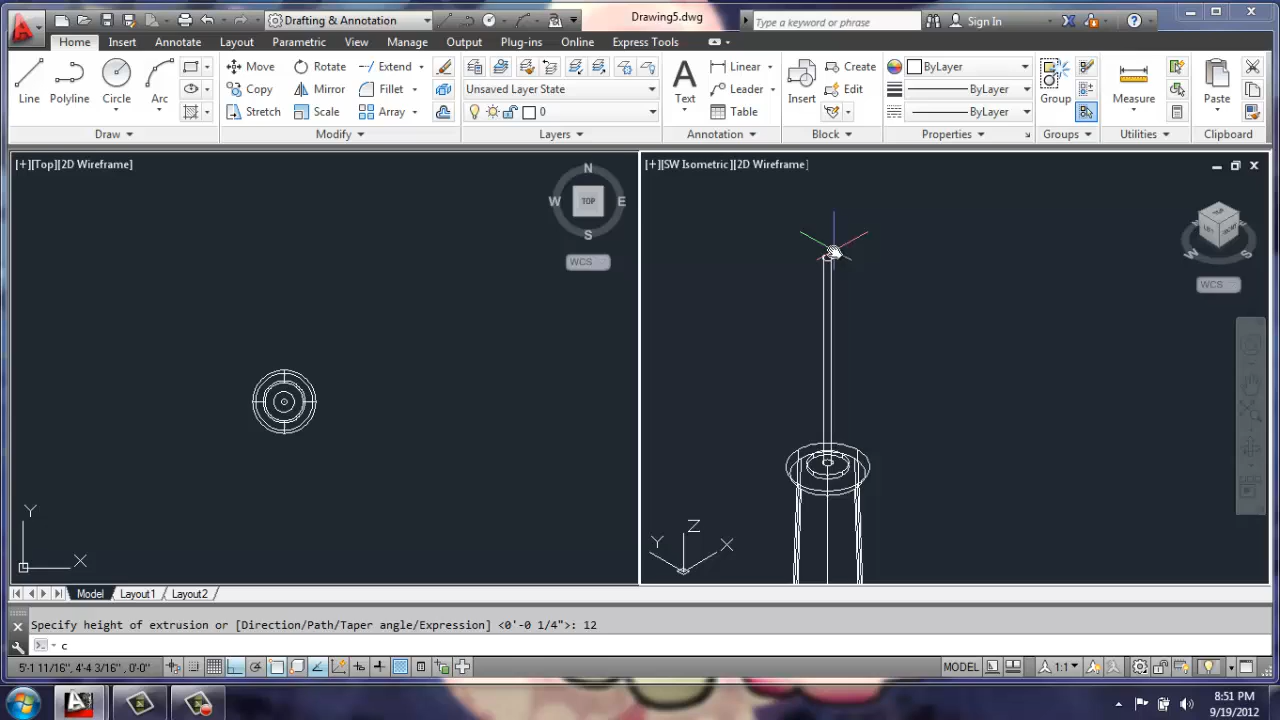 Drafting & Annotation
Drawing5.dwg
Type a keyword or phrase
Sign In
Home Insert Annotate Layout Parametric View Manage Output Plug-ins Online Express Tools
Move Rotate Extend
Copy Mirror Fillet
Stretch Scale Array
Line Polyline Circle Arc
Unsaved Layer State
0
Text
Linear
Leader
Table
Insert
Create
Edit
ByLayer
ByLayer
ByLayer
Group
Measure
Paste
Draw Modify Layers Annotation Block Properties Groups Utilities Clipboard
[+][Top][2D Wireframe]
N
W TOP E
S
WCS
Y
X
[+][SW Isometric][2D Wireframe]
TOP
LEFT FRONT
W S
WCS
Z
Y X
Model Layout1 Layout2
Specify height of extrusion or [Direction/Path/Taper angle/Expression] <0'-0 1/4">: 12
c
5'-1 11/16", 4'-4 3/16", 0'-0"
MODEL
1:1
8:51 PM
9/19/2012